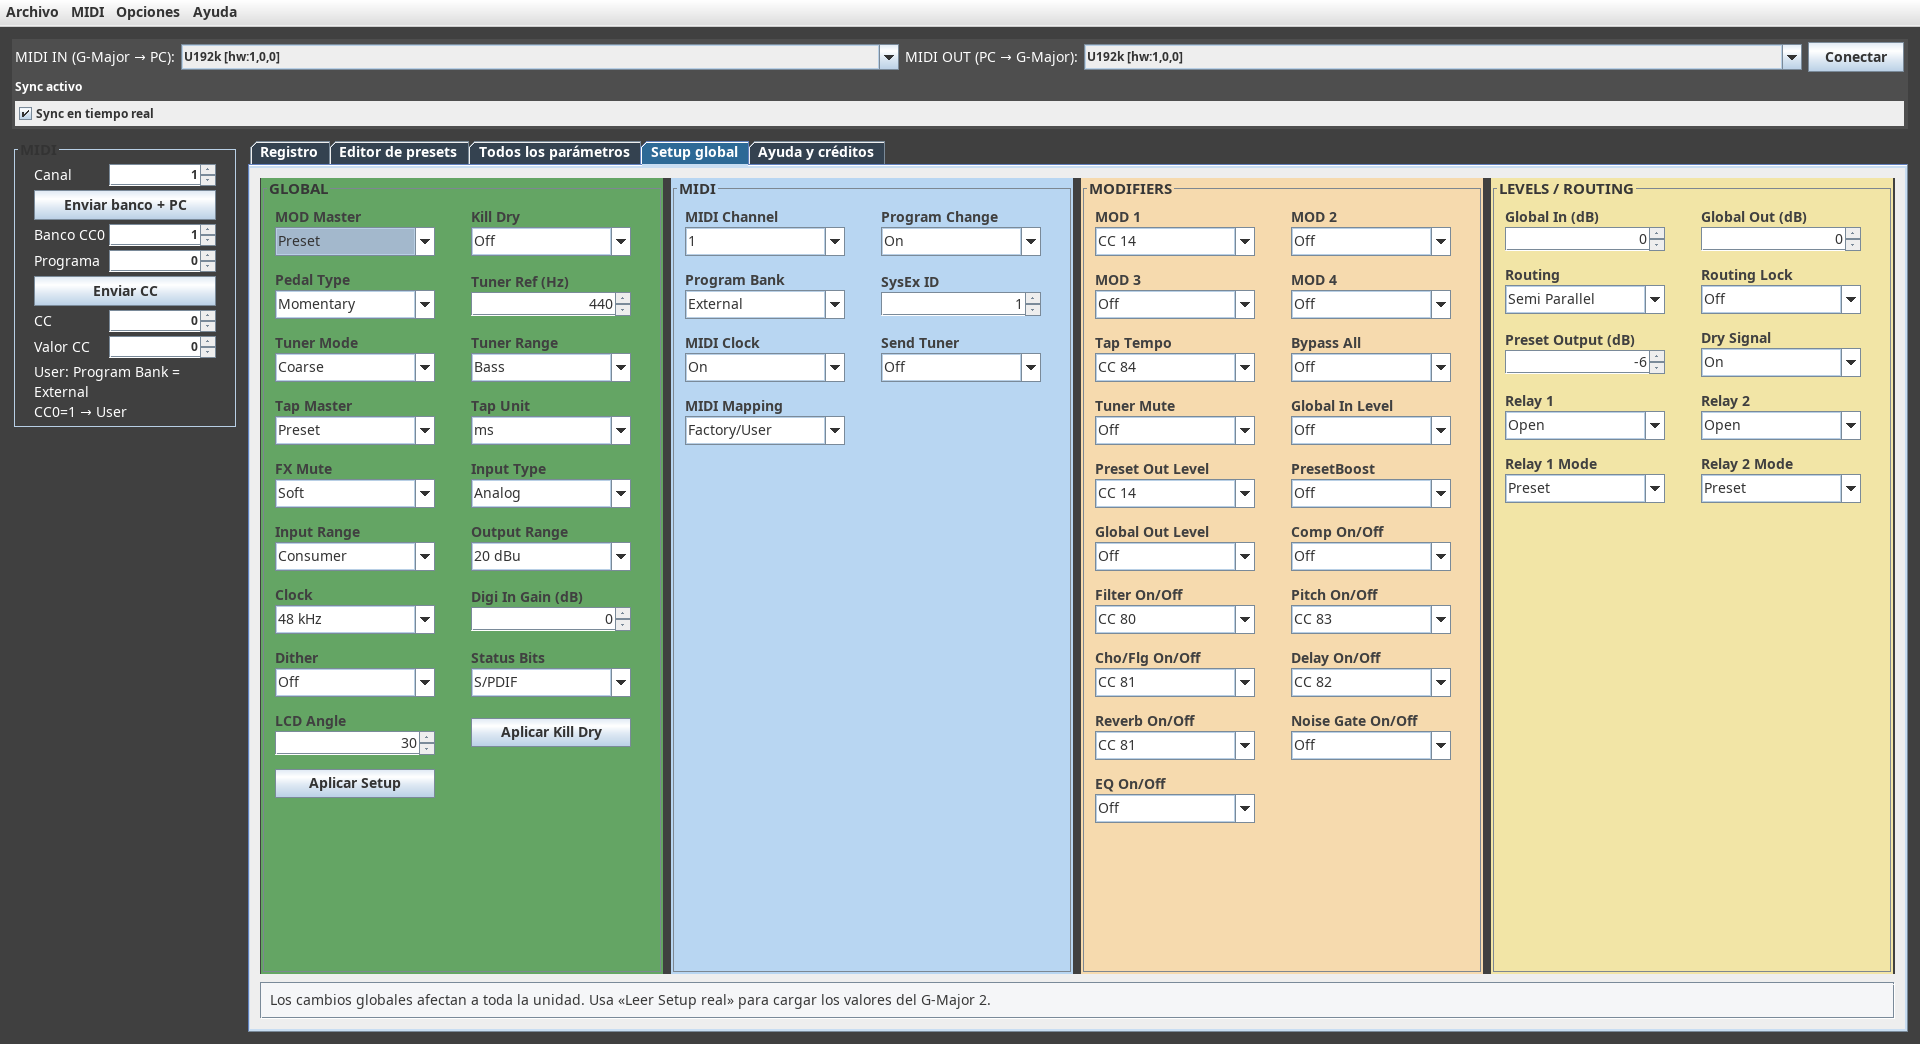 Archivo MIDI Opciones Ayuda
MIDI IN (G-Major → PC): U192k [hw:1,0,0] MIDI OUT (PC → G-Major): U192k [hw:1,0,0] Conectar
Sync activo
Sync en tiempo real
MIDI
Canal 1
Enviar banco + PC
Banco CC0 1
Programa 0
Enviar CC
CC 0
Valor CC 0
User: Program Bank =
External
CC0=1 → User
Registro Editor de presets Todos los parámetros Setup global Ayuda y créditos
GLOBAL
MOD Master Kill Dry
Preset Off
Pedal Type Tuner Ref (Hz)
Momentary 440
Tuner Mode Tuner Range
Coarse Bass
Tap Master Tap Unit
Preset ms
FX Mute Input Type
Soft Analog
Input Range Output Range
Consumer 20 dBu
Clock Digi In Gain (dB)
48 kHz 0
Dither Status Bits
Off S/PDIF
LCD Angle
30 Aplicar Kill Dry
Aplicar Setup
MIDI
MIDI Channel Program Change
1 On
Program Bank SysEx ID
External 1
MIDI Clock Send Tuner
On Off
MIDI Mapping
Factory/User
MODIFIERS
MOD 1 MOD 2
CC 14 Off
MOD 3 MOD 4
Off Off
Tap Tempo Bypass All
CC 84 Off
Tuner Mute Global In Level
Off Off
Preset Out Level PresetBoost
CC 14 Off
Global Out Level Comp On/Off
Off Off
Filter On/Off Pitch On/Off
CC 80 CC 83
Cho/Flg On/Off Delay On/Off
CC 81 CC 82
Reverb On/Off Noise Gate On/Off
CC 81 Off
EQ On/Off
Off
LEVELS / ROUTING
Global In (dB) Global Out (dB)
0 0
Routing Routing Lock
Semi Parallel Off
Preset Output (dB) Dry Signal
-6 On
Relay 1 Relay 2
Open Open
Relay 1 Mode Relay 2 Mode
Preset Preset
Los cambios globales afectan a toda la unidad. Usa «Leer Setup real» para cargar los valores del G-Major 2.